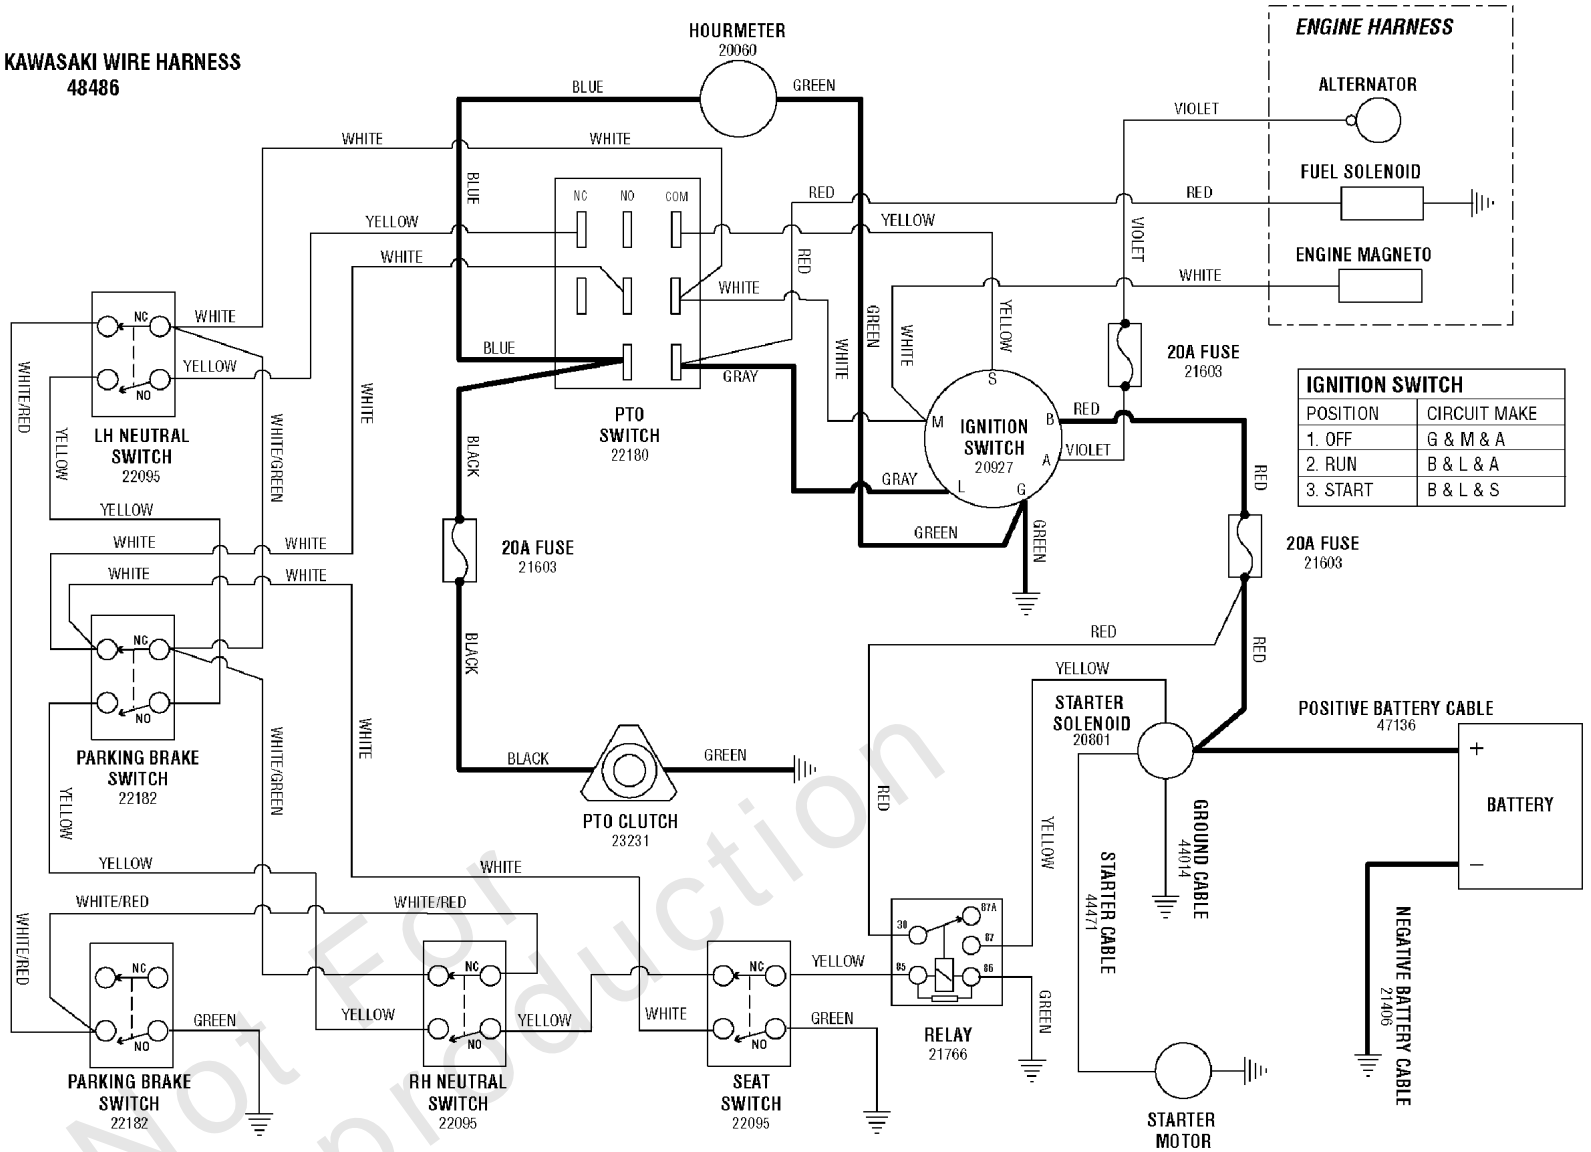 KAWASAKI WIRE HARNESS
48486
HOURMETER
20060
BLUE
GREEN
ENGINE HARNESS
ALTERNATOR
VIOLET
WHITE
WHITE
BLUE
NC
NO
COM
RED
RED
FUEL SOLENOID
YELLOW
YELLOW
VIOLET
WHITE
RED
WHITE
WHITE
ENGINE MAGNETO
NC
WHITE
YELLOW
NO
LH NEUTRAL
SWITCH
22095
WHITE/RED
YELLOW
WHITE/GREEN
WHITE
BLUE
GRAY
PTO
SWITCH
22180
WHITE
GREEN
WHITE
YELLOW
20A FUSE
21603
S
M
B
A
L
G
IGNITION
SWITCH
20927
RED
VIOLET
GRAY
GREEN
GREEN
IGNITION SWITCH
POSITION
CIRCUIT MAKE
1. OFF
G & M & A
2. RUN
B & L & A
3. START
B & L & S
BLACK
20A FUSE
21603
BLACK
RED
20A FUSE
21603
RED
YELLOW
WHITE
WHITE
WHITE
WHITE
NC
NO
PARKING BRAKE
SWITCH
22182
YELLOW
WHITE/GREEN
WHITE
BLACK
GREEN
PTO CLUTCH
23231
RED
YELLOW
STARTER
SOLENOID
20801
POSITIVE BATTERY CABLE
47136
+
BATTERY
−
RED
YELLOW
STARTER CABLE
44471
GROUND CABLE
44014
NEGATIVE BATTERY CABLE
21406
YELLOW
WHITE
WHITE/RED
WHITE/RED
WHITE/RED
NC
NO
GREEN
PARKING BRAKE
SWITCH
22182
YELLOW
NC
NO
YELLOW
RH NEUTRAL
SWITCH
22095
WHITE
NC
NO
YELLOW
GREEN
SEAT
SWITCH
22095
87A
30
87
85
86
GREEN
RELAY
21766
STARTER
MOTOR
Not For
production